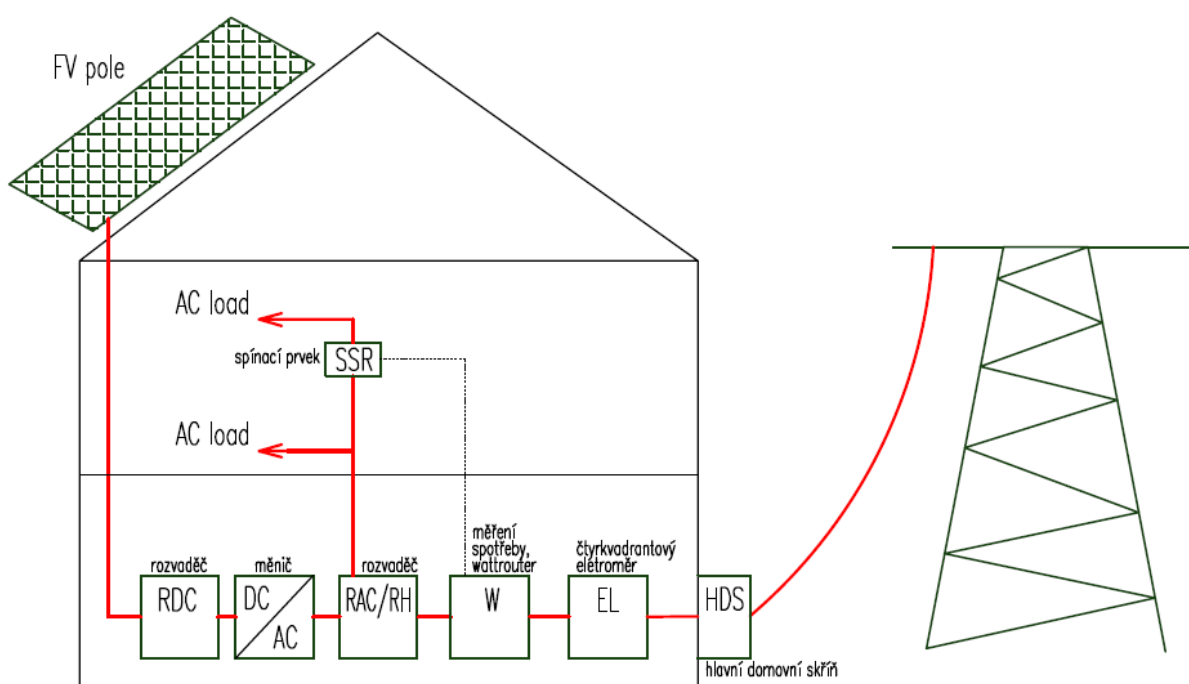 FV pole
AC load
spínací prvek
SSR
AC load
rozvaděč
RDC
měnič
DC
AC
rozvaděč
RAC/RH
měření
spotřeby,
wattrouter
W
čtyrkvadrantový
elétroměr
EL
HDS
hlavní domovní skříň